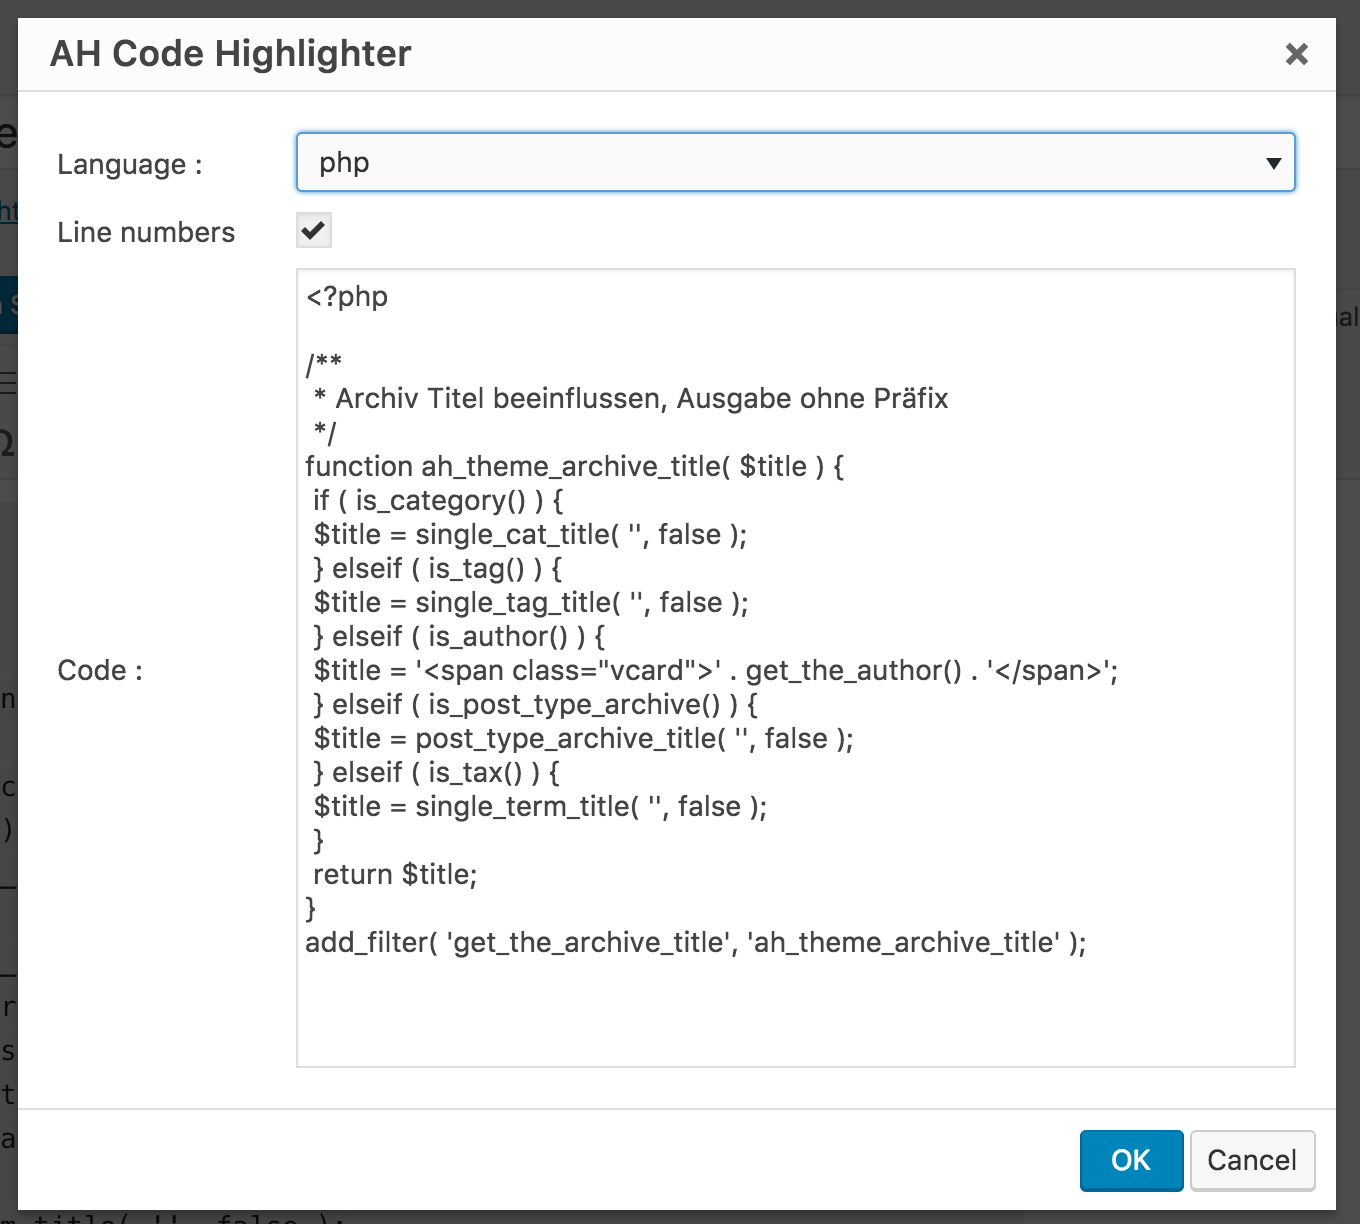 AH Code Highlighter
Language :
php
Line numbers
Code :
<?php

/**
 * Archiv Titel beeinflussen, Ausgabe ohne Präfix
 */
function ah_theme_archive_title( $title ) {
 if ( is_category() ) {
 $title = single_cat_title( '', false );
 } elseif ( is_tag() ) {
 $title = single_tag_title( '', false );
 } elseif ( is_author() ) {
 $title = '<span class="vcard">' . get_the_author() . '</span>';
 } elseif ( is_post_type_archive() ) {
 $title = post_type_archive_title( '', false );
 } elseif ( is_tax() ) {
 $title = single_term_title( '', false );
 }
 return $title;
}
add_filter( 'get_the_archive_title', 'ah_theme_archive_title' );
OK
Cancel